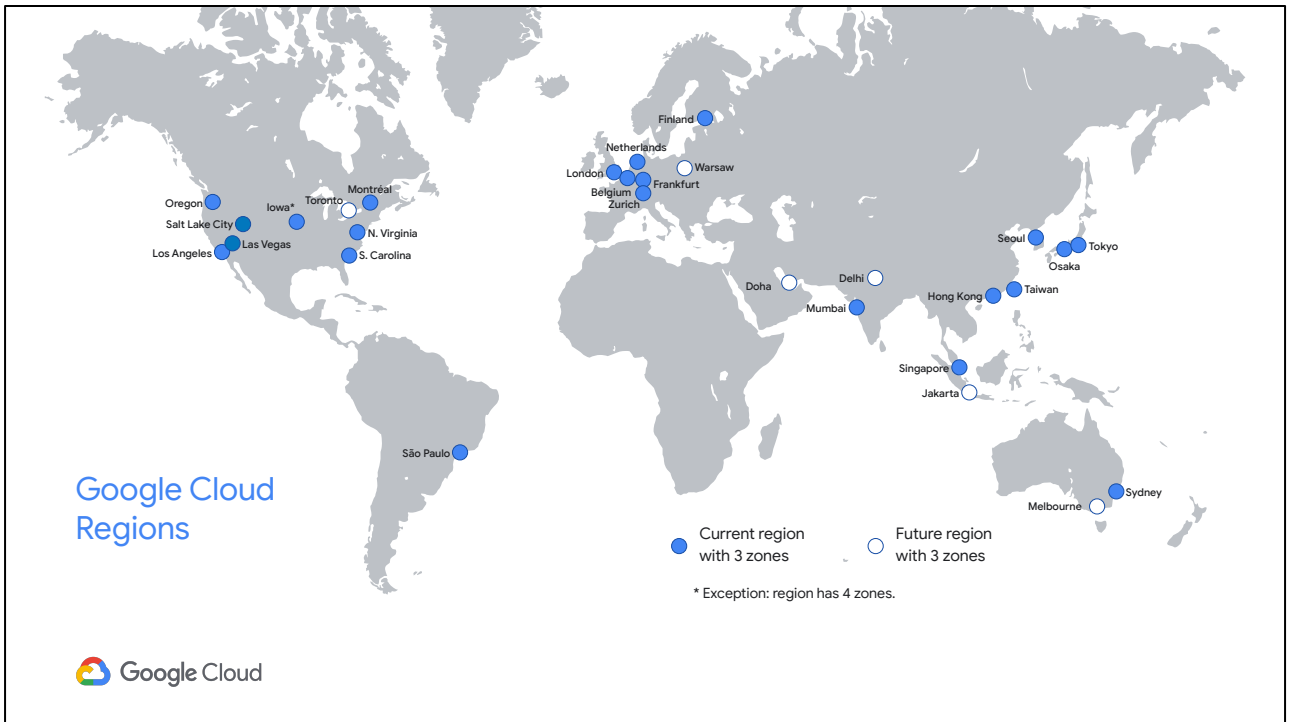 Finland
Netherlands
London
Warsaw
Belgium
Frankfurt
Zurich
Oregon
Iowa*
Toronto
Montréal
Salt Lake City
N. Virginia
Los Angeles
Las Vegas
S. Carolina
Seoul
Tokyo
Osaka
Doha
Delhi
Mumbai
Hong Kong
Taiwan
Singapore
Jakarta
São Paulo
Sydney
Melbourne
Google Cloud
Regions
Current region
with 3 zones
Future region
with 3 zones
* Exception: region has 4 zones.
Google Cloud